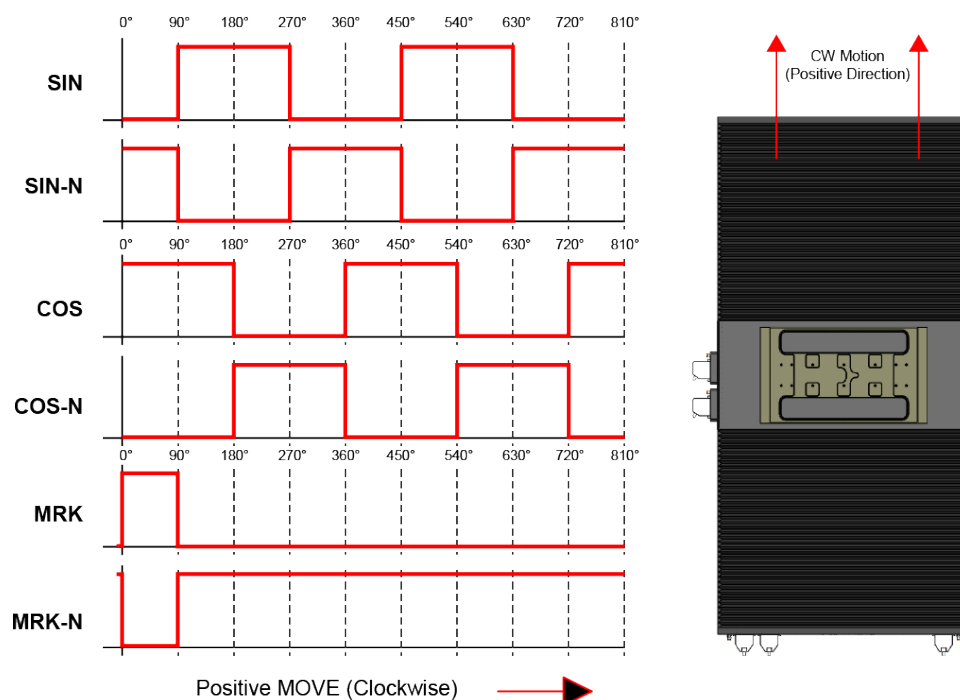 0° 90° 180° 270° 360° 450° 540° 630° 720° 810°
SIN
SIN-N
0° 90° 180° 270° 360° 450° 540° 630° 720° 810°
COS
COS-N
0° 90° 180° 270° 360° 450° 540° 630° 720° 810°
MRK
MRK-N
Positive MOVE (Clockwise)
CW Motion
(Positive Direction)